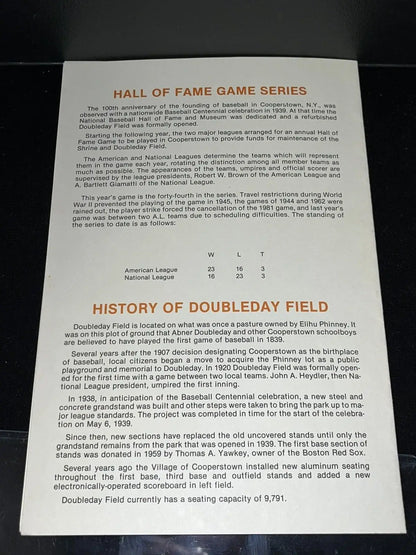 HALL OF FAME GAME SERIES
The 100th anniversary of the founding of baseball in Cooperstown, N.Y., was
observed with a nationwide Baseball Centennial celebration in 1939. At that time the
National Baseball Hall of Fame and Museum was dedicated and a refurbished
Doubleday Field was formally opened.
Starting the following year, the two major leagues arranged for an annual Hall of
Fame Game to be played in Cooperstown to provide funds for maintenance of the
Shrine and Doubleday Field.
The American and National Leagues determine the teams which will represent
them in the game each year, rotating the distinction among all member teams as
much as possible. The appearances of the teams, umpires and official scorer are
supervised by the league presidents, Robert W. Brown of the American League and
A. Bartlett Giamatti of the National League.
This year's game is the forty-fourth in the series. Travel restrictions during World
War II prevented the playing of the game in 1945, the games of 1944 and 1962 were
rained out, the player strike forced the cancellation of the 1981 game, and last year's
game was between two A.L. teams due to scheduling difficulties. The standing of
the series to date is as follows:
W L T
American League 23 16 3
National League 16 23 3
HISTORY OF DOUBLEDAY FIELD
Doubleday Field is located on what was once a pasture owned by Elihu Phinney. It
was on this plot of ground that Abner Doubleday and other Cooperstown schoolboys
are believed to have played the first game of baseball in 1839.
Several years after the 1907 decision designating Cooperstown as the birthplace
of baseball, local citizens began a move to acquire the Phinney lot as a public
playground and memorial to Doubleday. In 1920 Doubleday Field was formally open-
ed for the first time with a game between two local teams. John A. Heydler, then Na-
tional League president, umpired the first inning.
In 1938, in anticipation of the Baseball Centennial celebration, a new steel and
concrete grandstand was built and other steps were taken to bring the park up to ma-
jor league standards. The project was completed in time for the start of the celebra-
tion on May 6, 1939.
Since then, new sections have replaced the old uncovered stands until only the
grandstand remains from the park that was opened in 1939. The first base section of
stands was donated in 1959 by Thomas A. Yawkey, owner of the Boston Red Sox.
Several years ago the Village of Cooperstown installed new aluminum seating
throughout the first base, third base and outfield stands and added a new
electronically-operated scoreboard in left field.
Doubleday Field currently has a seating capacity of 9,791.